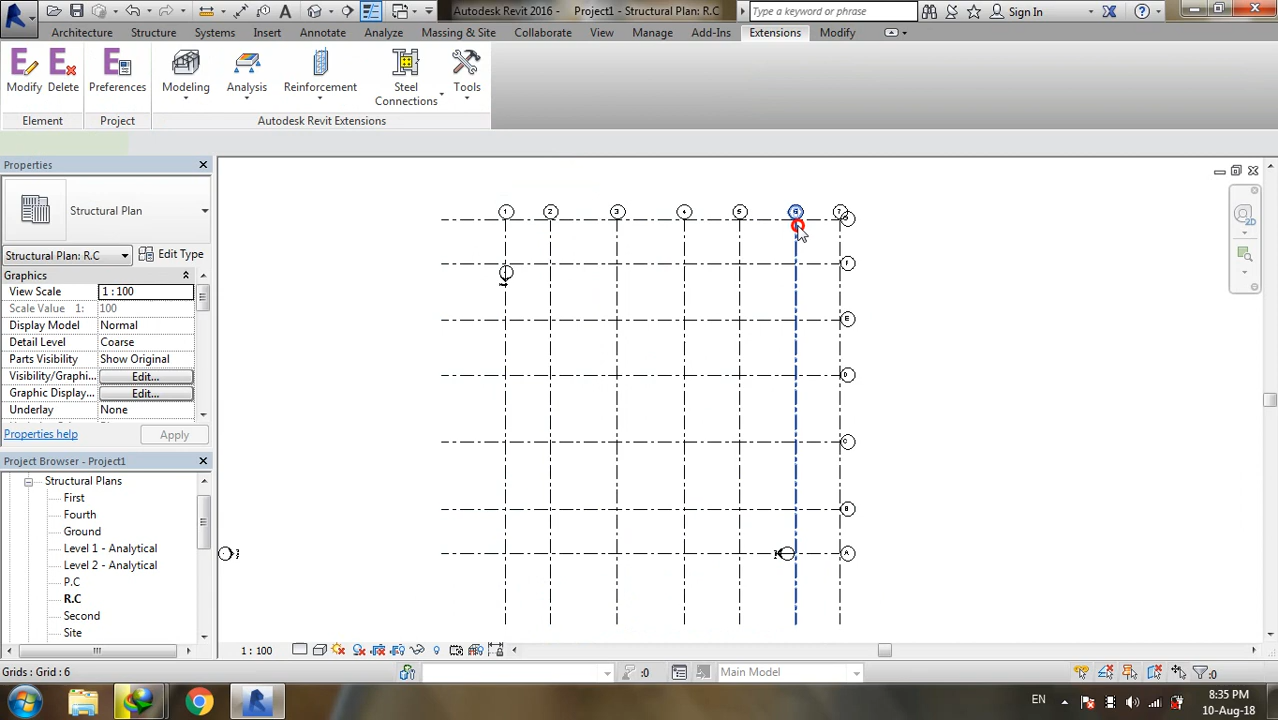 Autodesk Revit 2016 - Project1 - Structural Plan: R.C
Type a keyword or phrase
Sign In
Architecture Structure Systems Insert Annotate Analyze Massing & Site Collaborate View Manage Add-Ins Extensions Modify
Modify Delete Preferences Modeling Analysis Reinforcement Steel Connections Tools
Element Project Autodesk Revit Extensions
Properties
Structural Plan
Structural Plan: R.C Edit Type
Graphics
View Scale 1 : 100
Scale Value 1: 100
Display Model Normal
Detail Level Coarse
Parts Visibility Show Original
Visibility/Graphi... Edit...
Graphic Display... Edit...
Underlay None
Properties help Apply
Project Browser - Project1
Structural Plans
First
Fourth
Ground
Level 1 - Analytical
Level 2 - Analytical
P.C
R.C
Second
Site
1 2 3 4 5 6 7
F
E
D
C
B
A
1 : 100
Grids : Grid : 6
:0
Main Model
:0
EN
8:35 PM
10-Aug-18